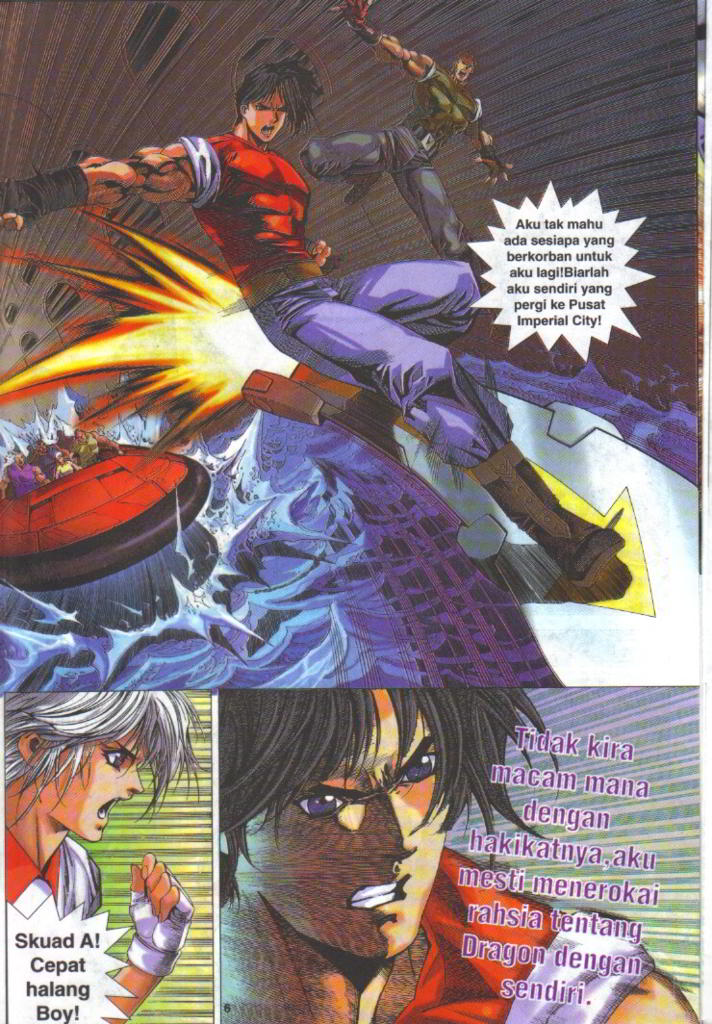 Aku tak mahu
ada sesiapa yang
berkorban untuk
aku lagi!Biarlah
aku sendiri yang
pergi ke Pusat
Imperial City!
Skuad A!
Cepat
halang
Boy!
Tidak kira
macam mana
dengan
hakikatnya,aku
mesti menerokai
rahsia tentang
Dragon dengan
sendiri.
6